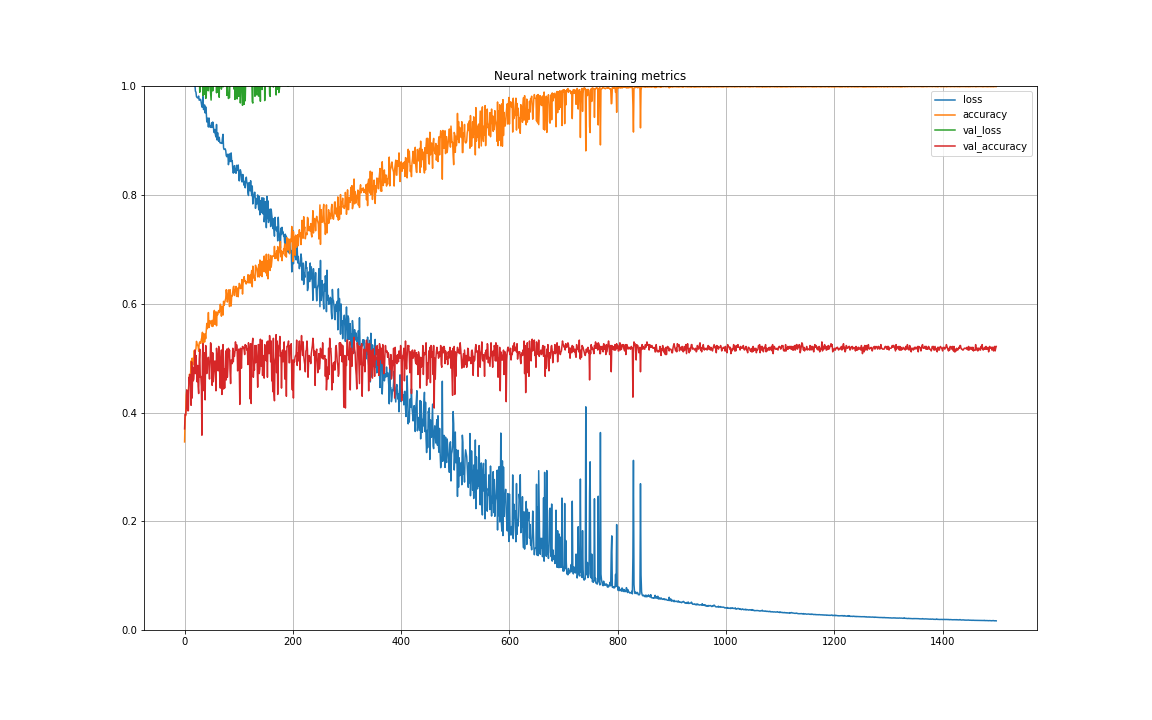 Neural network training metrics
1.0
0.8
0.6
0.4
0.2
0.0
loss
accuracy
val_loss
val_accuracy
0 200 400 600 800 1000 1200 1400